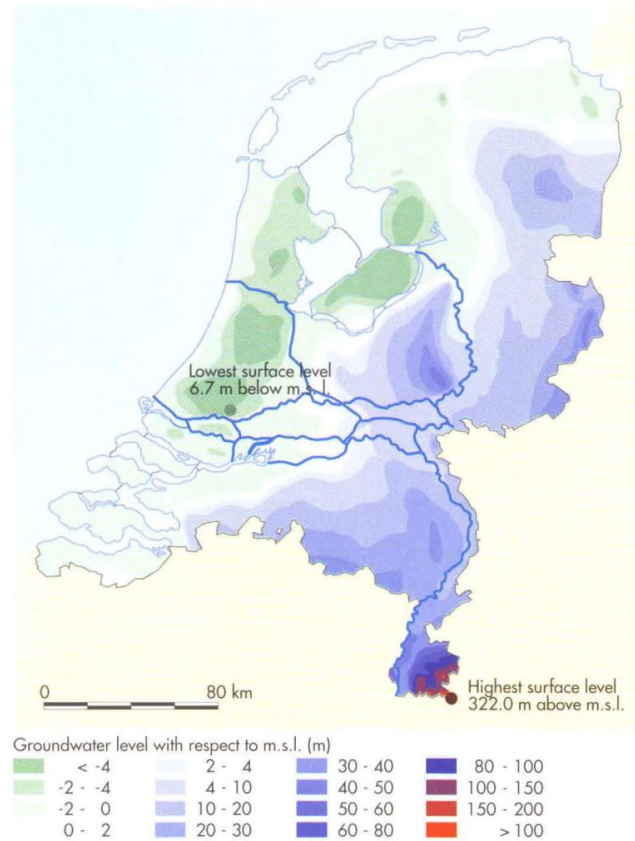 Lowest surface level
6.7 m below m.s.l.
0 80 km
Highest surface level
322.0 m above m.s.l.
Groundwater level with respect to m.s.l. (m)
< -4
-2 - -4
-2 - 0
0 - 2
2 - 4
4 - 10
10 - 20
20 - 30
30 - 40
40 - 50
50 - 60
60 - 80
80 - 100
100 - 150
150 - 200
> 100